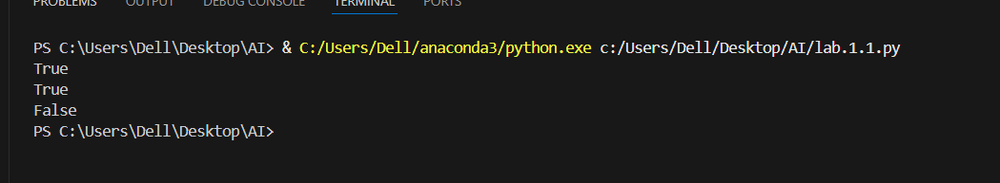 PROBLEMS OUTPUT DEBUG CONSOLE TERMINAL PORTS
PS C:\Users\Dell\Desktop\AI> & C:/Users/Dell/anaconda3/python.exe c:/Users/Dell/Desktop/AI/lab.1.1.py
True
True
False
PS C:\Users\Dell\Desktop\AI>